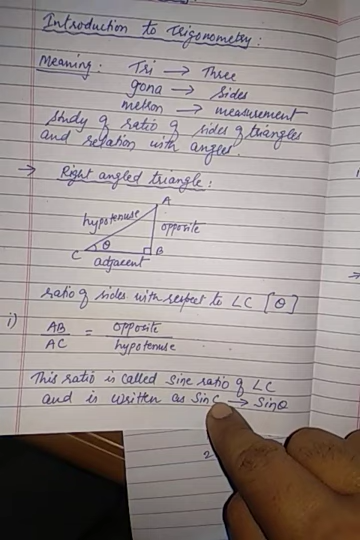 Introduction to Trigonometry:
Meaning: Tri → Three
gona → sides
metron → measurement
Study of ratio of sides of triangles
and relation with angles.
→ Right angled triangle:
A
hypotenuse
opposite
C θ B
adjacent
ratio of sides with respect to ∠C [θ]
i) AB/AC = opposite/hypotenuse
This ratio is called Sine ratio of ∠C
and is written as SinC → Sinθ
2